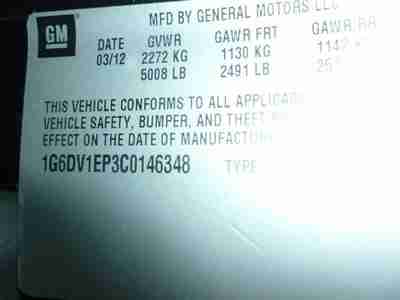 MFD BY GENERAL MOTORS LLC
GM
DATE GVWR GAWR FRT GAWR RR
03/12 2272 KG 1130 KG
5008 LB 2491 LB
THIS VEHICLE CONFORMS TO ALL
VEHICLE SAFETY, BUMPER, AND THEFT
EFFECT ON THE DATE OF
1G6DV1EP3C0146348 TYPE